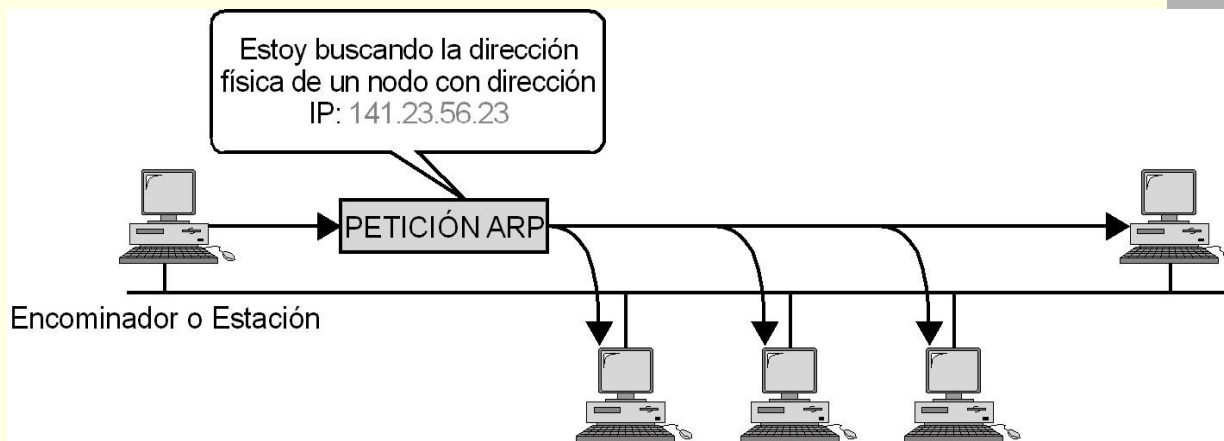 Estoy buscando la dirección
física de un nodo con dirección
IP: 141.23.56.23
PETICIÓN ARP
Encominador o Estación